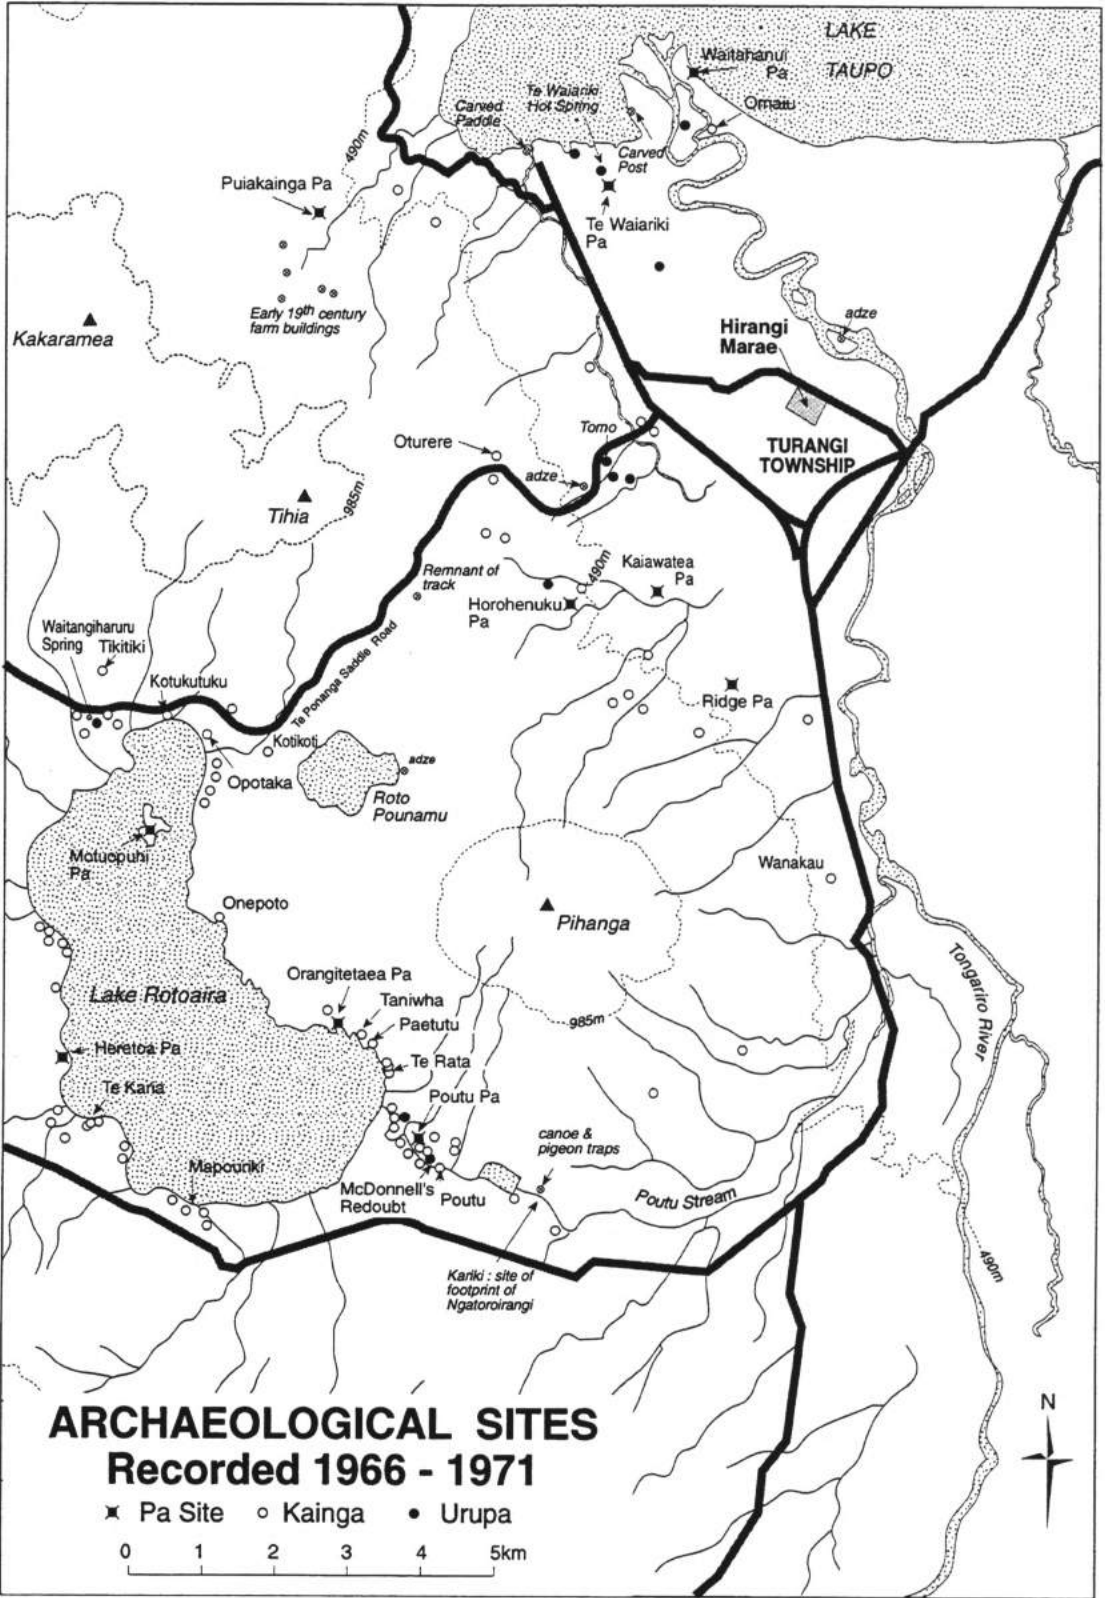 LAKE
TAUPO
Waitahanui
Pa
Te Waiariki
Hot Spring
Omatu
Carved
Paddle
Carved
Post
490m
Puiakainga Pa
Te Waiariki
Pa
Early 19th century
farm buildings
Kakaramea
adze
Hirangi
Marae
Oturere
Tomo
TURANGI
TOWNSHIP
adze
985m
Tihia
490m
Kaiawatea
Pa
Remnant of
track
Horohenuku
Pa
Waitangiharuru
Spring
Tikitiki
Te Ponanga Saddle Road
Kotukutuku
Ridge Pa
Kotikoti
adze
Opotaka
Roto
Pounamu
Motuopuhi
Pa
Wanakau
Onepoto
Pihanga
Orangitetaea Pa
Tongariro River
Lake Rotoaira
Taniwha
Paetutu
985m
Heretoa Pa
Te Rata
Te Karia
Poutu Pa
canoe &
pigeon traps
Mapouriki
McDonnell's
Redoubt
Poutu
Poutu Stream
Kariki : site of
footprint of
Ngatoroirangi
490m
ARCHAEOLOGICAL SITES
Recorded 1966 - 1971
Pa Site
Kainga
Urupa
0 1 2 3 4 5km
N